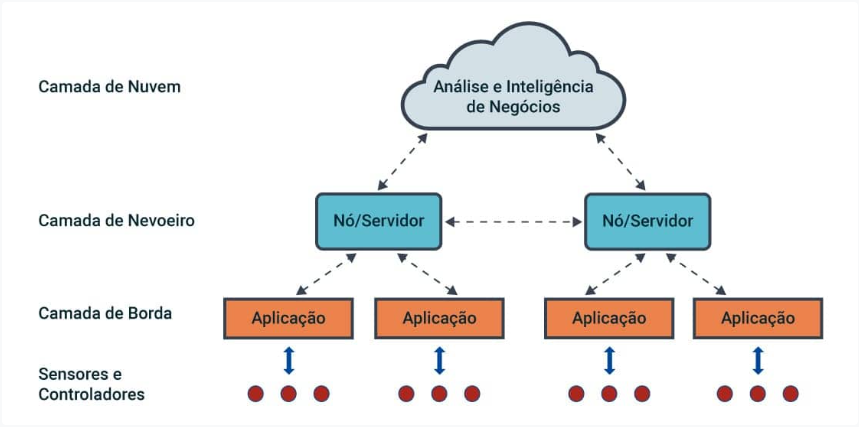 Camada de Nuvem
Análise e Inteligência
de Negócios
Camada de Nevoeiro
Nó/Servidor
Nó/Servidor
Camada de Borda
Aplicação
Aplicação
Aplicação
Aplicação
Sensores e
Controladores